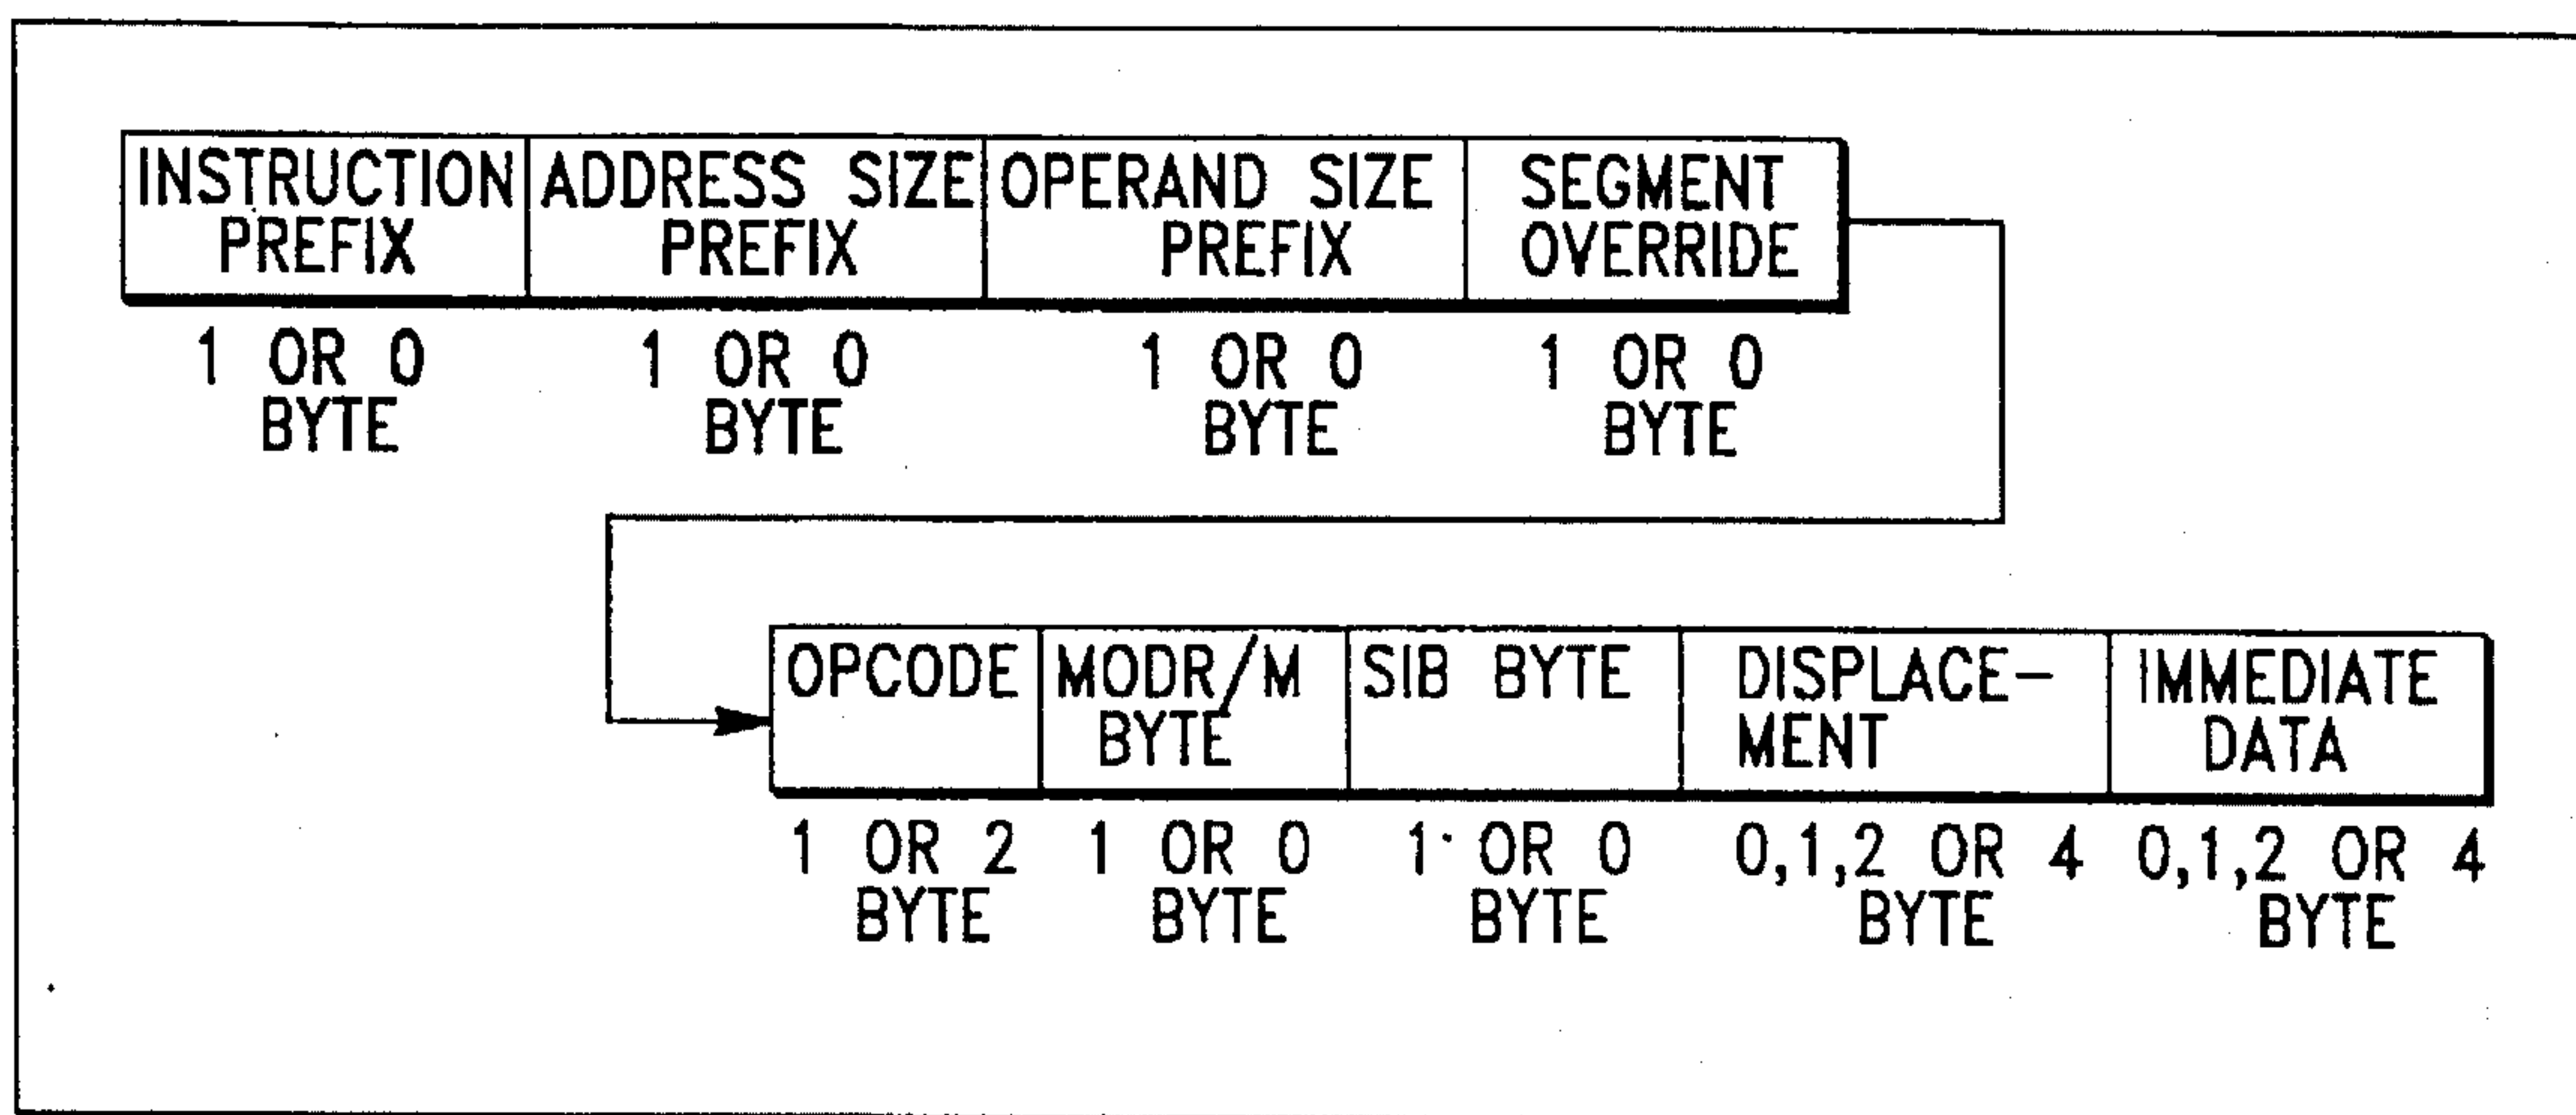 INSTRUCTION PREFIX
ADDRESS SIZE PREFIX
OPERAND SIZE PREFIX
SEGMENT OVERRIDE
1 OR 0 BYTE
1 OR 0 BYTE
1 OR 0 BYTE
1 OR 0 BYTE
OPCODE
MODR/M BYTE
SIB BYTE
DISPLACE-
MENT
IMMEDIATE DATA
1 OR 2 BYTE
1 OR 0 BYTE
1 OR 0 BYTE
0,1,2 OR 4 BYTE
0,1,2 OR 4 BYTE